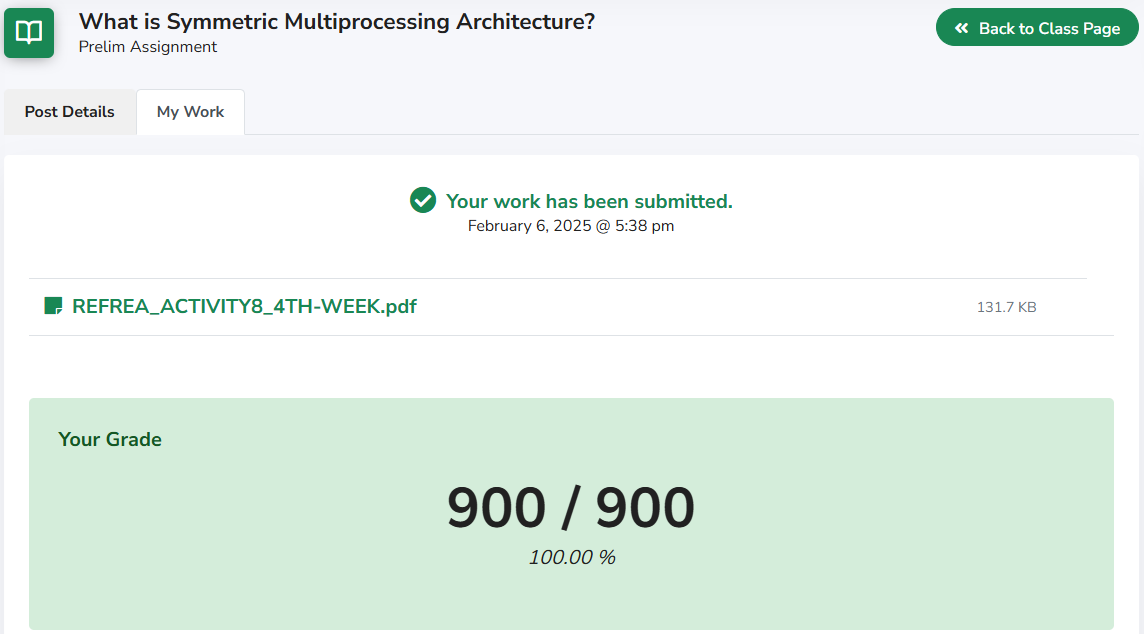 What is Symmetric Multiprocessing Architecture?
Prelim Assignment
Back to Class Page
Post Details
My Work
Your work has been submitted.
February 6, 2025 @ 5:38 pm
REFREA_ACTIVITY8_4TH-WEEK.pdf
131.7 KB
Your Grade
900 / 900
100.00 %